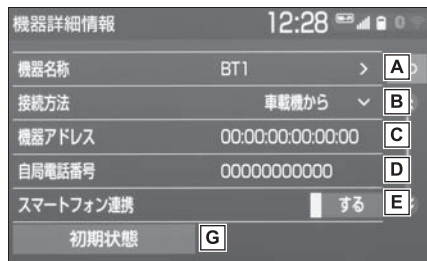 機器詳細情報 12:28
機器名称 BT1 > A
接続方法 車載機から B
機器アドレス 00:00:00:00:00:00 C
自局電話番号 00000000000 D
スマートフォン連携 する E
初期状態 G